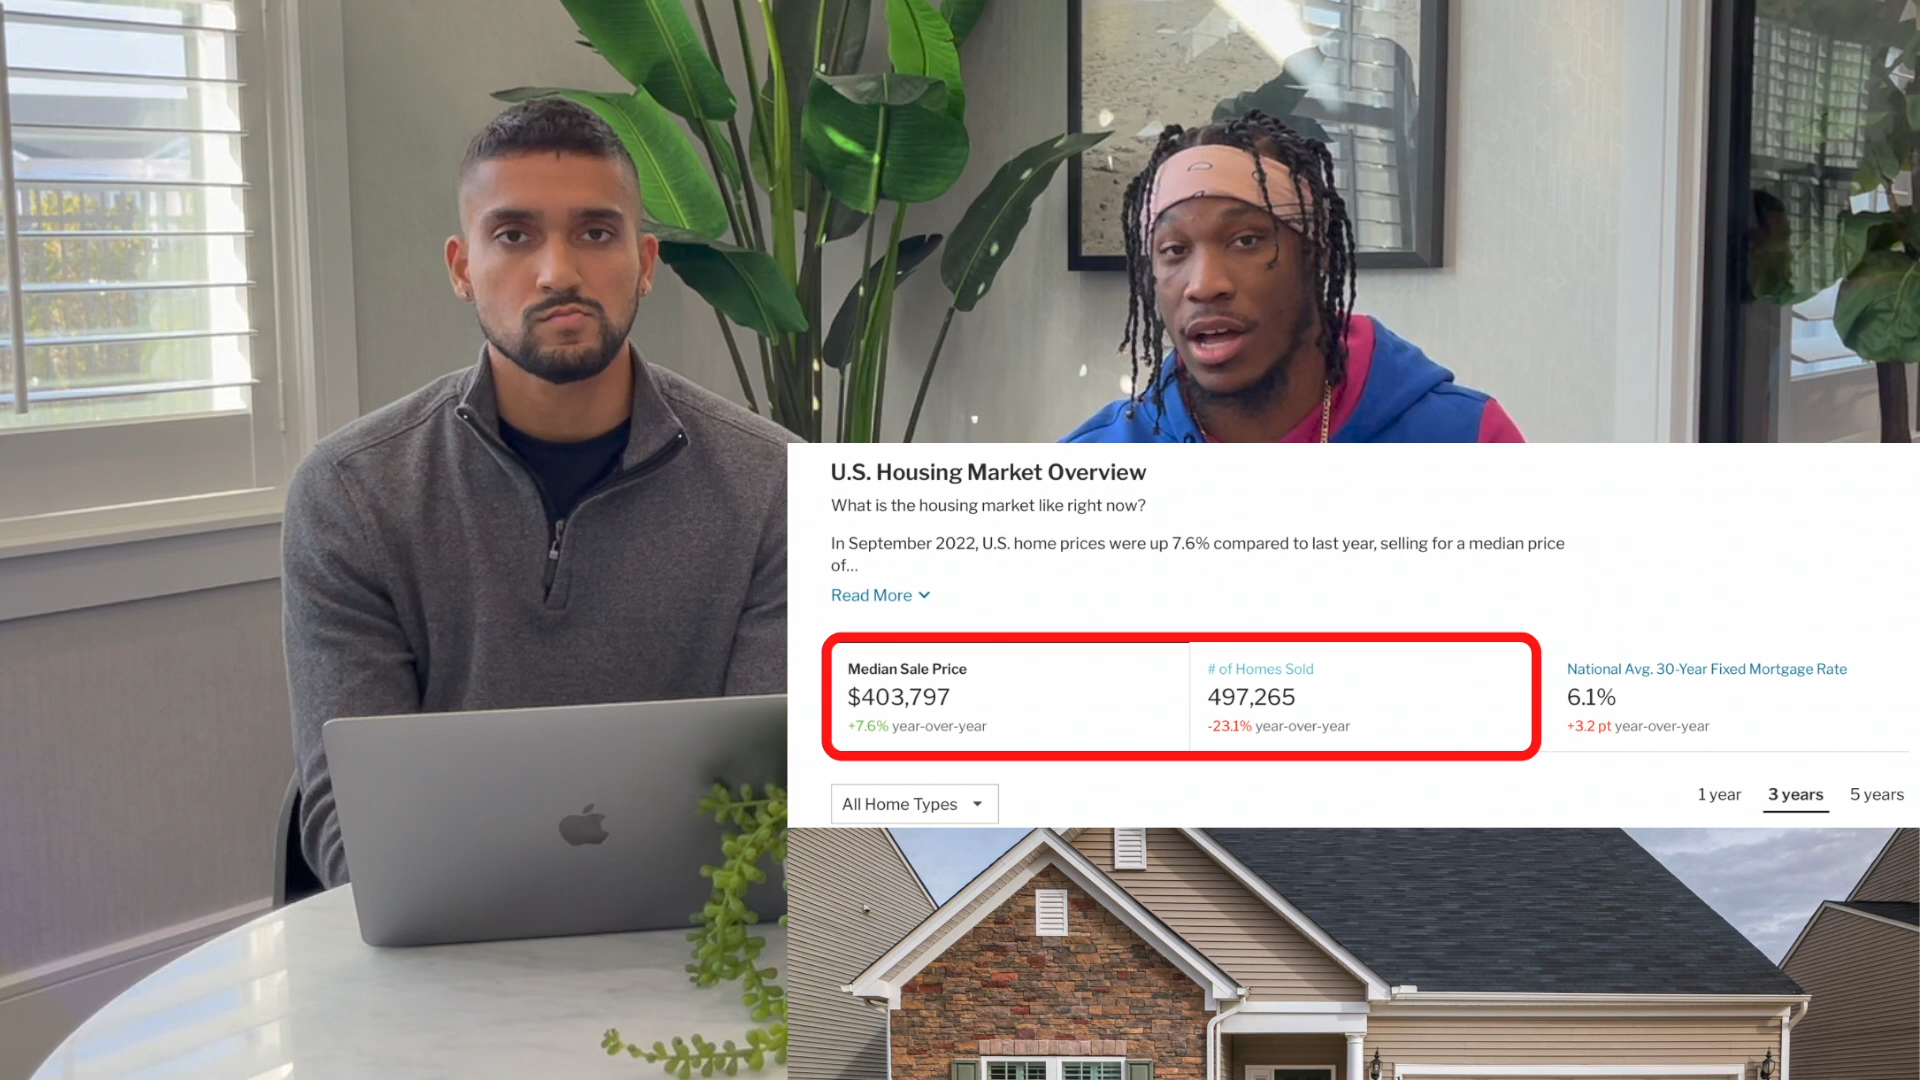 U.S. Housing Market Overview
What is the housing market like right now?
In September 2022, U.S. home prices were up 7.6% compared to last year, selling for a median price
of...
Read More
Median Sale Price
$403,797
+7.6% year-over-year
# of Homes Sold
497,265
-23.1% year-over-year
National Avg. 30-Year Fixed Mortgage Rate
6.1%
+3.2 pt year-over-year
All Home Types
1 year
3 years
5 years